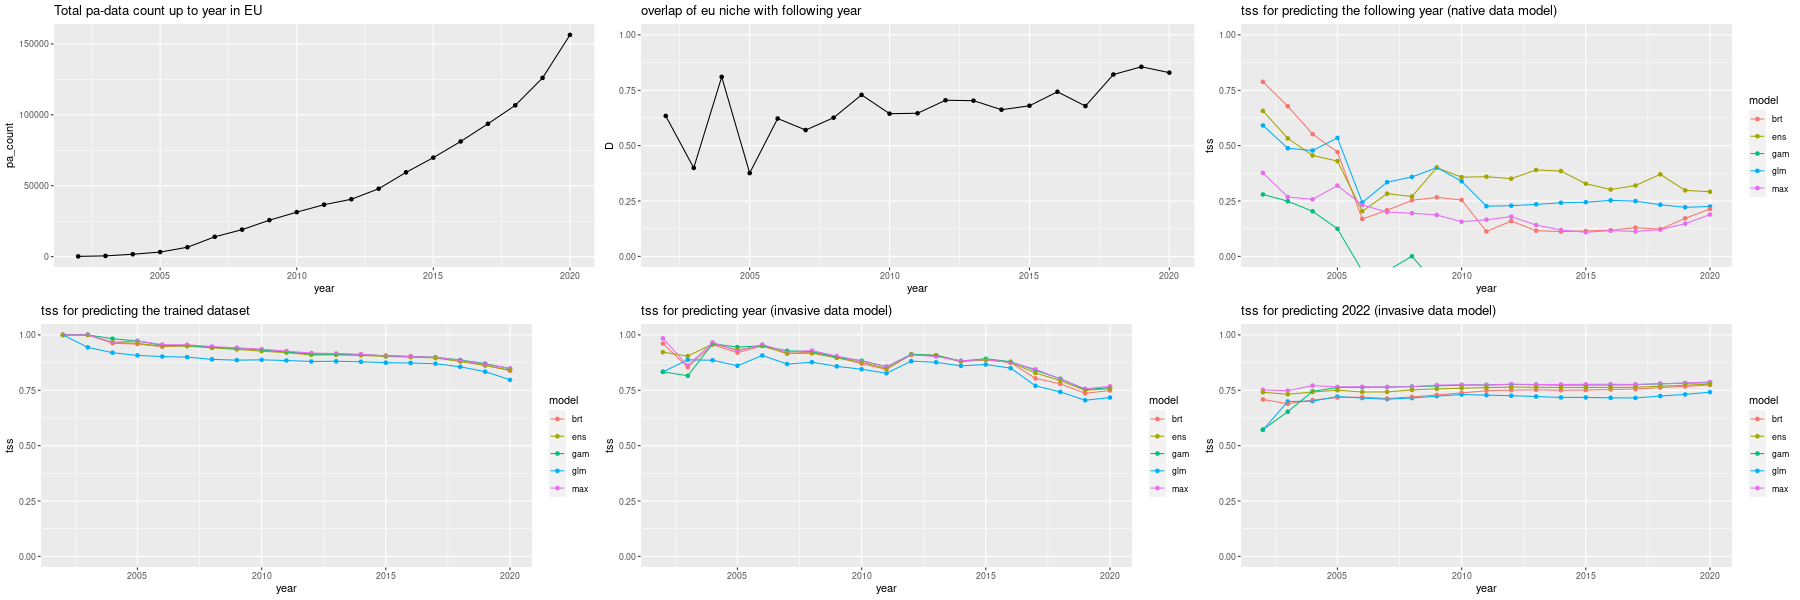 Total pa-data count up to year in EU
pa_count
150000
100000
50000
0
2005
2010
2015
2020
year
overlap of eu niche with following year
D
1.00
0.75
0.50
0.25
0.00
2005
2010
2015
2020
year
tss for predicting the following year (native data model)
tss
1.00
0.75
0.50
0.25
0.00
2005
2010
2015
2020
year
model
brt
ens
gam
glm
max
tss for predicting the trained dataset
tss
1.00
0.75
0.50
0.25
0.00
2005
2010
2015
2020
year
model
brt
ens
gam
glm
max
tss for predicting year (invasive data model)
tss
1.00
0.75
0.50
0.25
0.00
2005
2010
2015
2020
year
model
brt
ens
gam
glm
max
tss for predicting 2022 (invasive data model)
tss
1.00
0.75
0.50
0.25
0.00
2005
2010
2015
2020
year
model
brt
ens
gam
glm
max